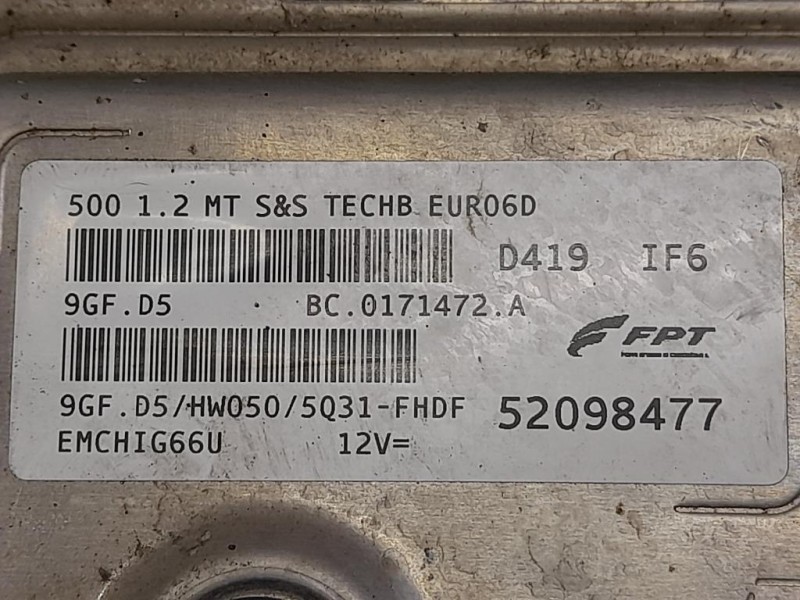 500 1.2 MT S&S TECHB EURO6D
D419 IF6
9GF.D5 BC.0171472.A
FPT
9GF.D5/HW050/5Q31-FHDF 52098477
EMCHIG66U 12V=